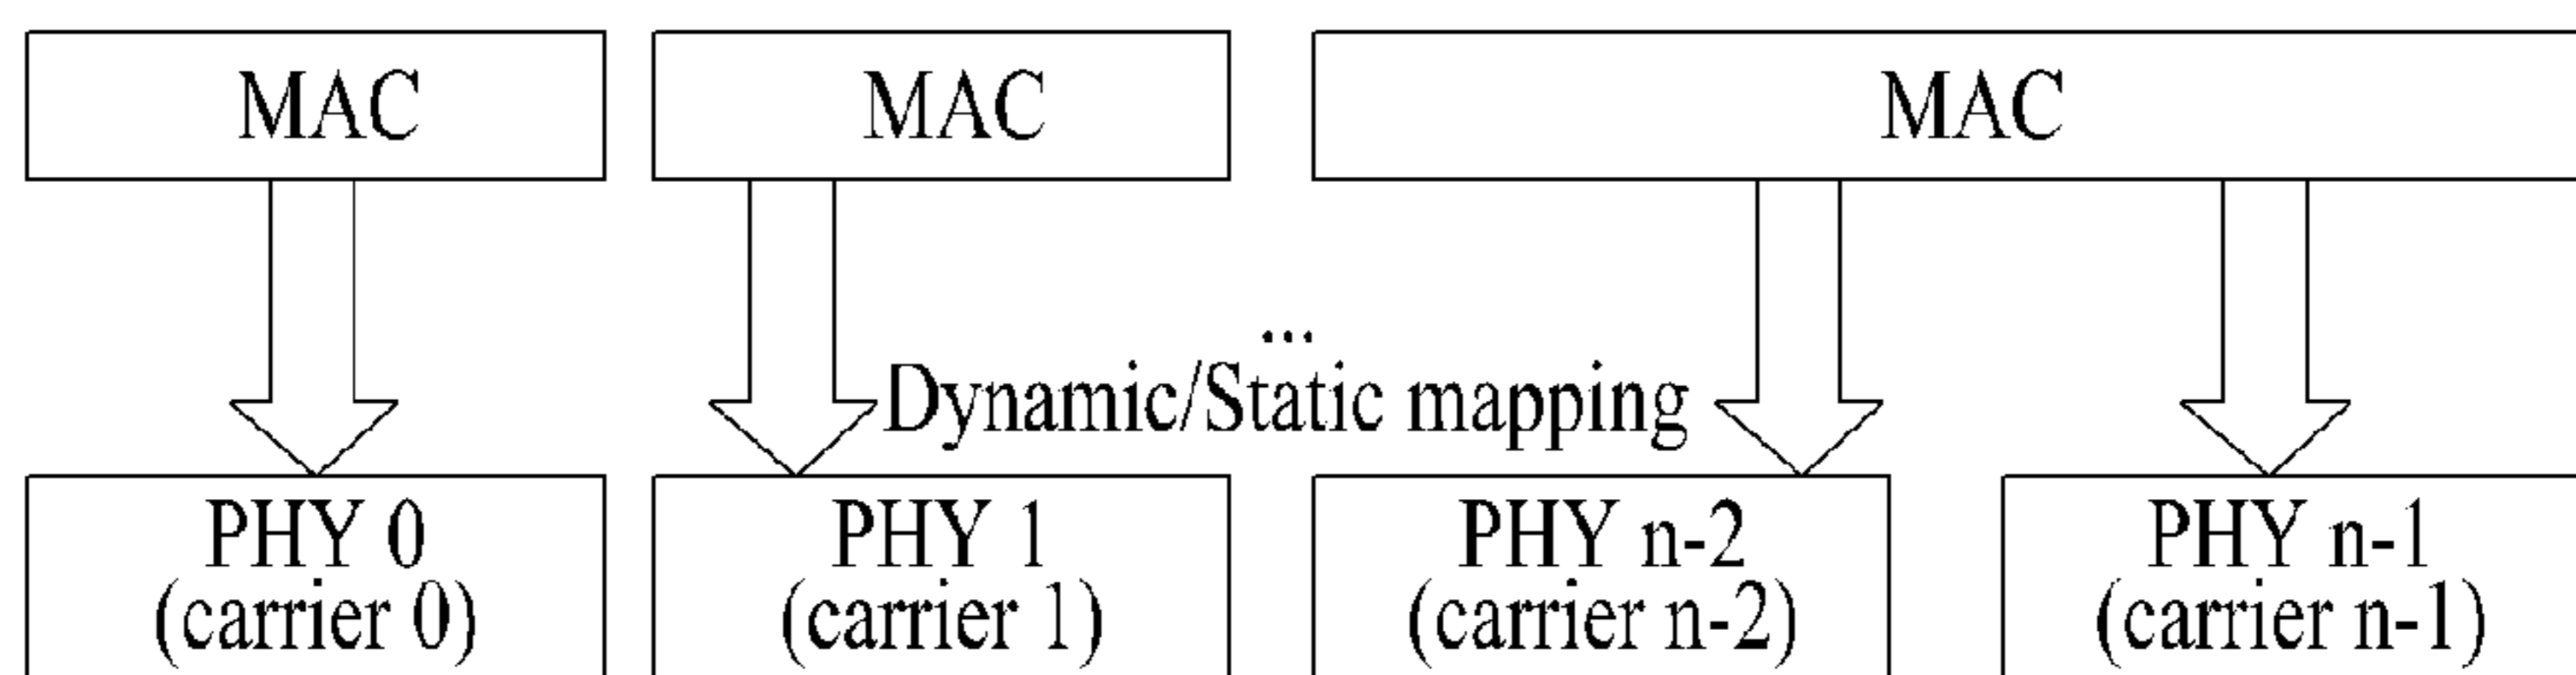 MAC
MAC
MAC
...
Dynamic/Static mapping
PHY 0
(carrier 0)
PHY 1
(carrier 1)
PHY n-2
(carrier n-2)
PHY n-1
(carrier n-1)